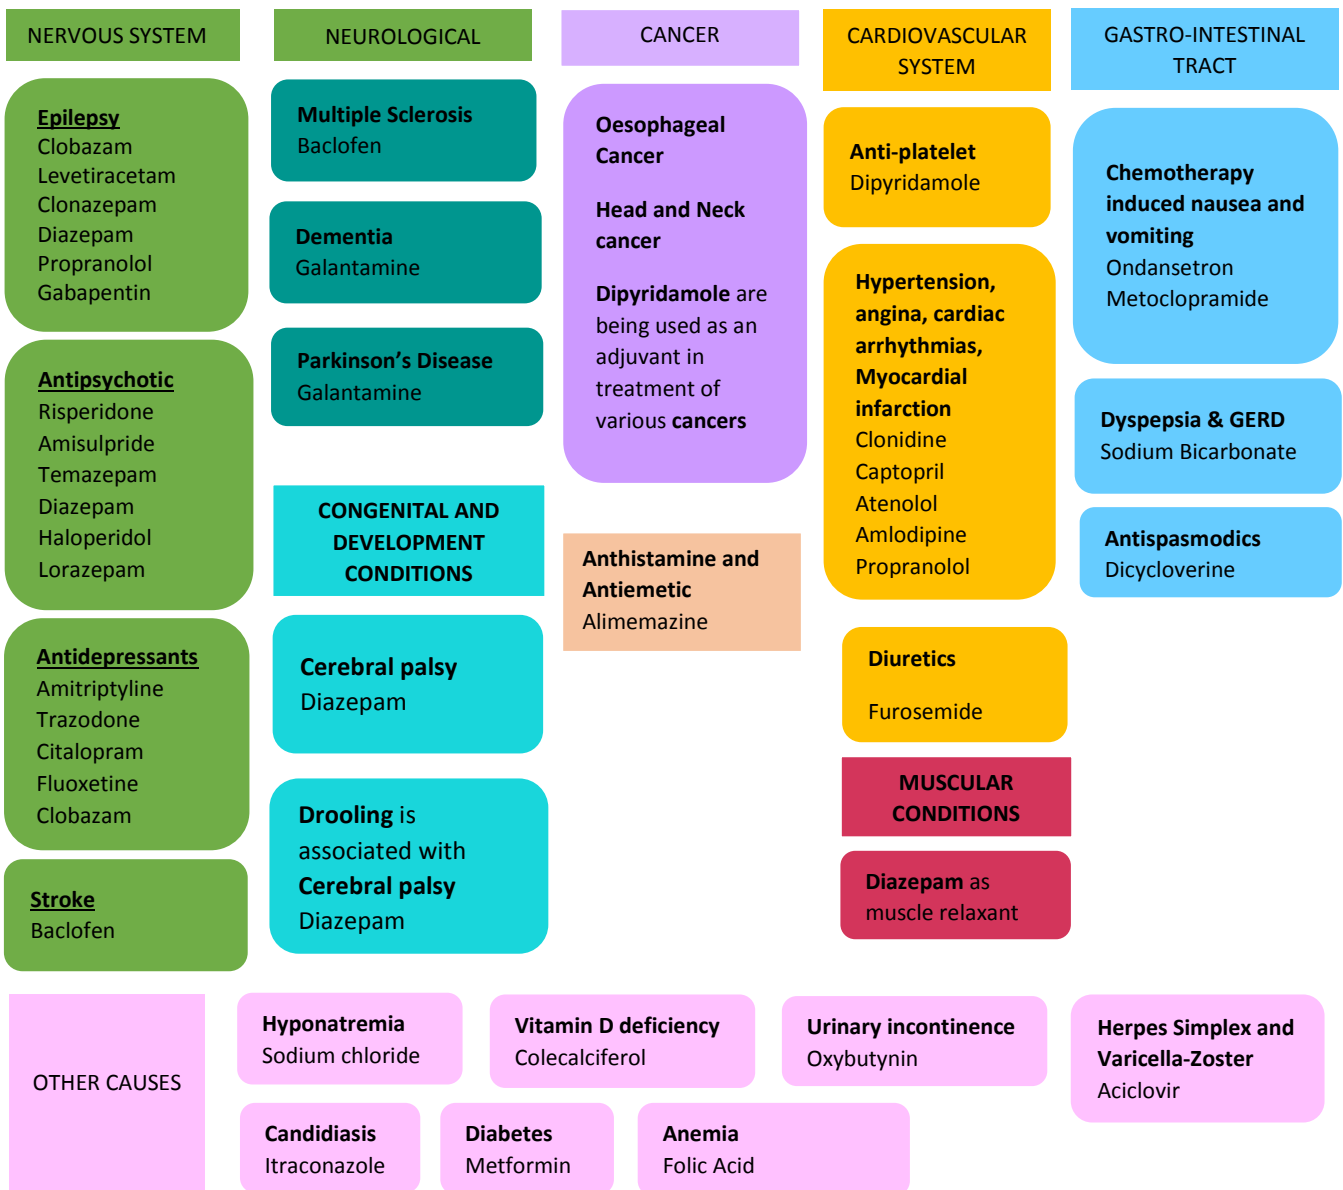 NERVOUS SYSTEM
Epilepsy
Clobazam
Levetiracetam
Clonazepam
Diazepam
Propranolol
Gabapentin
Antipsychotic
Risperidone
Amisulpride
Temazepam
Diazepam
Haloperidol
Lorazepam
Antidepressants
Amitriptyline
Trazodone
Citalopram
Fluoxetine
Clobazam
Stroke
Baclofen
NEUROLOGICAL
Multiple Sclerosis
Baclofen
Dementia
Galantamine
Parkinson’s Disease
Galantamine
CONGENITAL AND
DEVELOPMENT
CONDITIONS
Cerebral palsy
Diazepam
Drooling is
associated with
Cerebral palsy
Diazepam
CANCER
Oesophageal
Cancer
Head and Neck
cancer
Dipyridamole are
being used as an
adjuvant in
treatment of
various cancers
Anthistamine and
Antiemetic
Alimemazine
CARDIOVASCULAR
SYSTEM
Anti-platelet
Dipyridamole
Hypertension,
angina, cardiac
arrhythmias,
Myocardial
infarction
Clonidine
Captopril
Atenolol
Amlodipine
Propranolol
Diuretics
Furosemide
MUSCULAR
CONDITIONS
Diazepam as
muscle relaxant
GASTRO-INTESTINAL
TRACT
Chemotherapy
induced nausea and
vomiting
Ondansetron
Metoclopramide
Dyspepsia & GERD
Sodium Bicarbonate
Antispasmodics
Dicycloverine
OTHER CAUSES
Hyponatremia
Sodium chloride
Vitamin D deficiency
Colecalciferol
Urinary incontinence
Oxybutynin
Herpes Simplex and
Varicella-Zoster
Aciclovir
Candidiasis
Itraconazole
Diabetes
Metformin
Anemia
Folic Acid